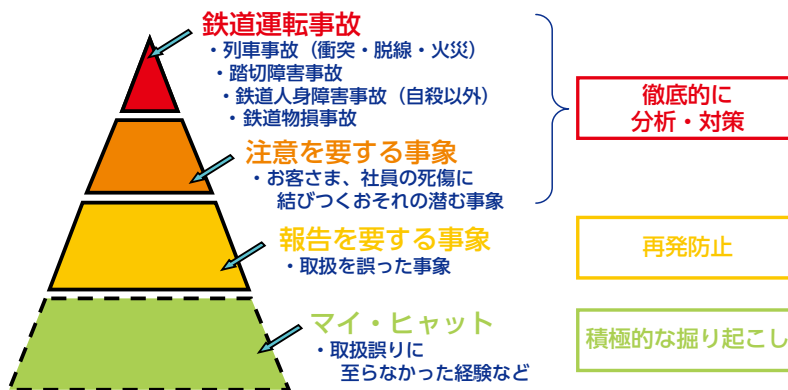 鉄道運転事故
・列車事故（衝突・脱線・火災）
・踏切障害事故
・鉄道人身障害事故（自殺以外）
・鉄道物損事故
徹底的に
分析・対策
注意を要する事象
・お客さま、社員の死傷に
結びつくおそれの潜む事象
報告を要する事象
・取扱を誤った事象
再発防止
マイ・ヒヤット
・取扱誤りに
至らなかった経験など
積極的な掘り起こし